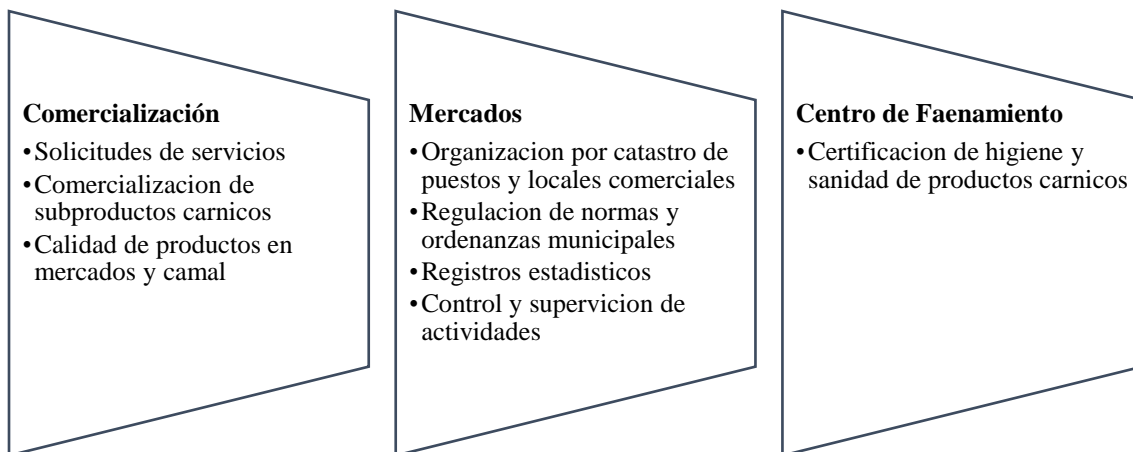 Comercialización
•Solicitudes de servicios
•Comercializacion de
subproductos carnicos
•Calidad de productos en
mercados y camal
Mercados
•Organizacion por catastro de
puestos y locales comerciales
•Regulacion de normas y
ordenanzas municipales
•Registros estadisticos
•Control y supervicion de
actividades
Centro de Faenamiento
•Certificacion de higiene y
sanidad de productos carnicos